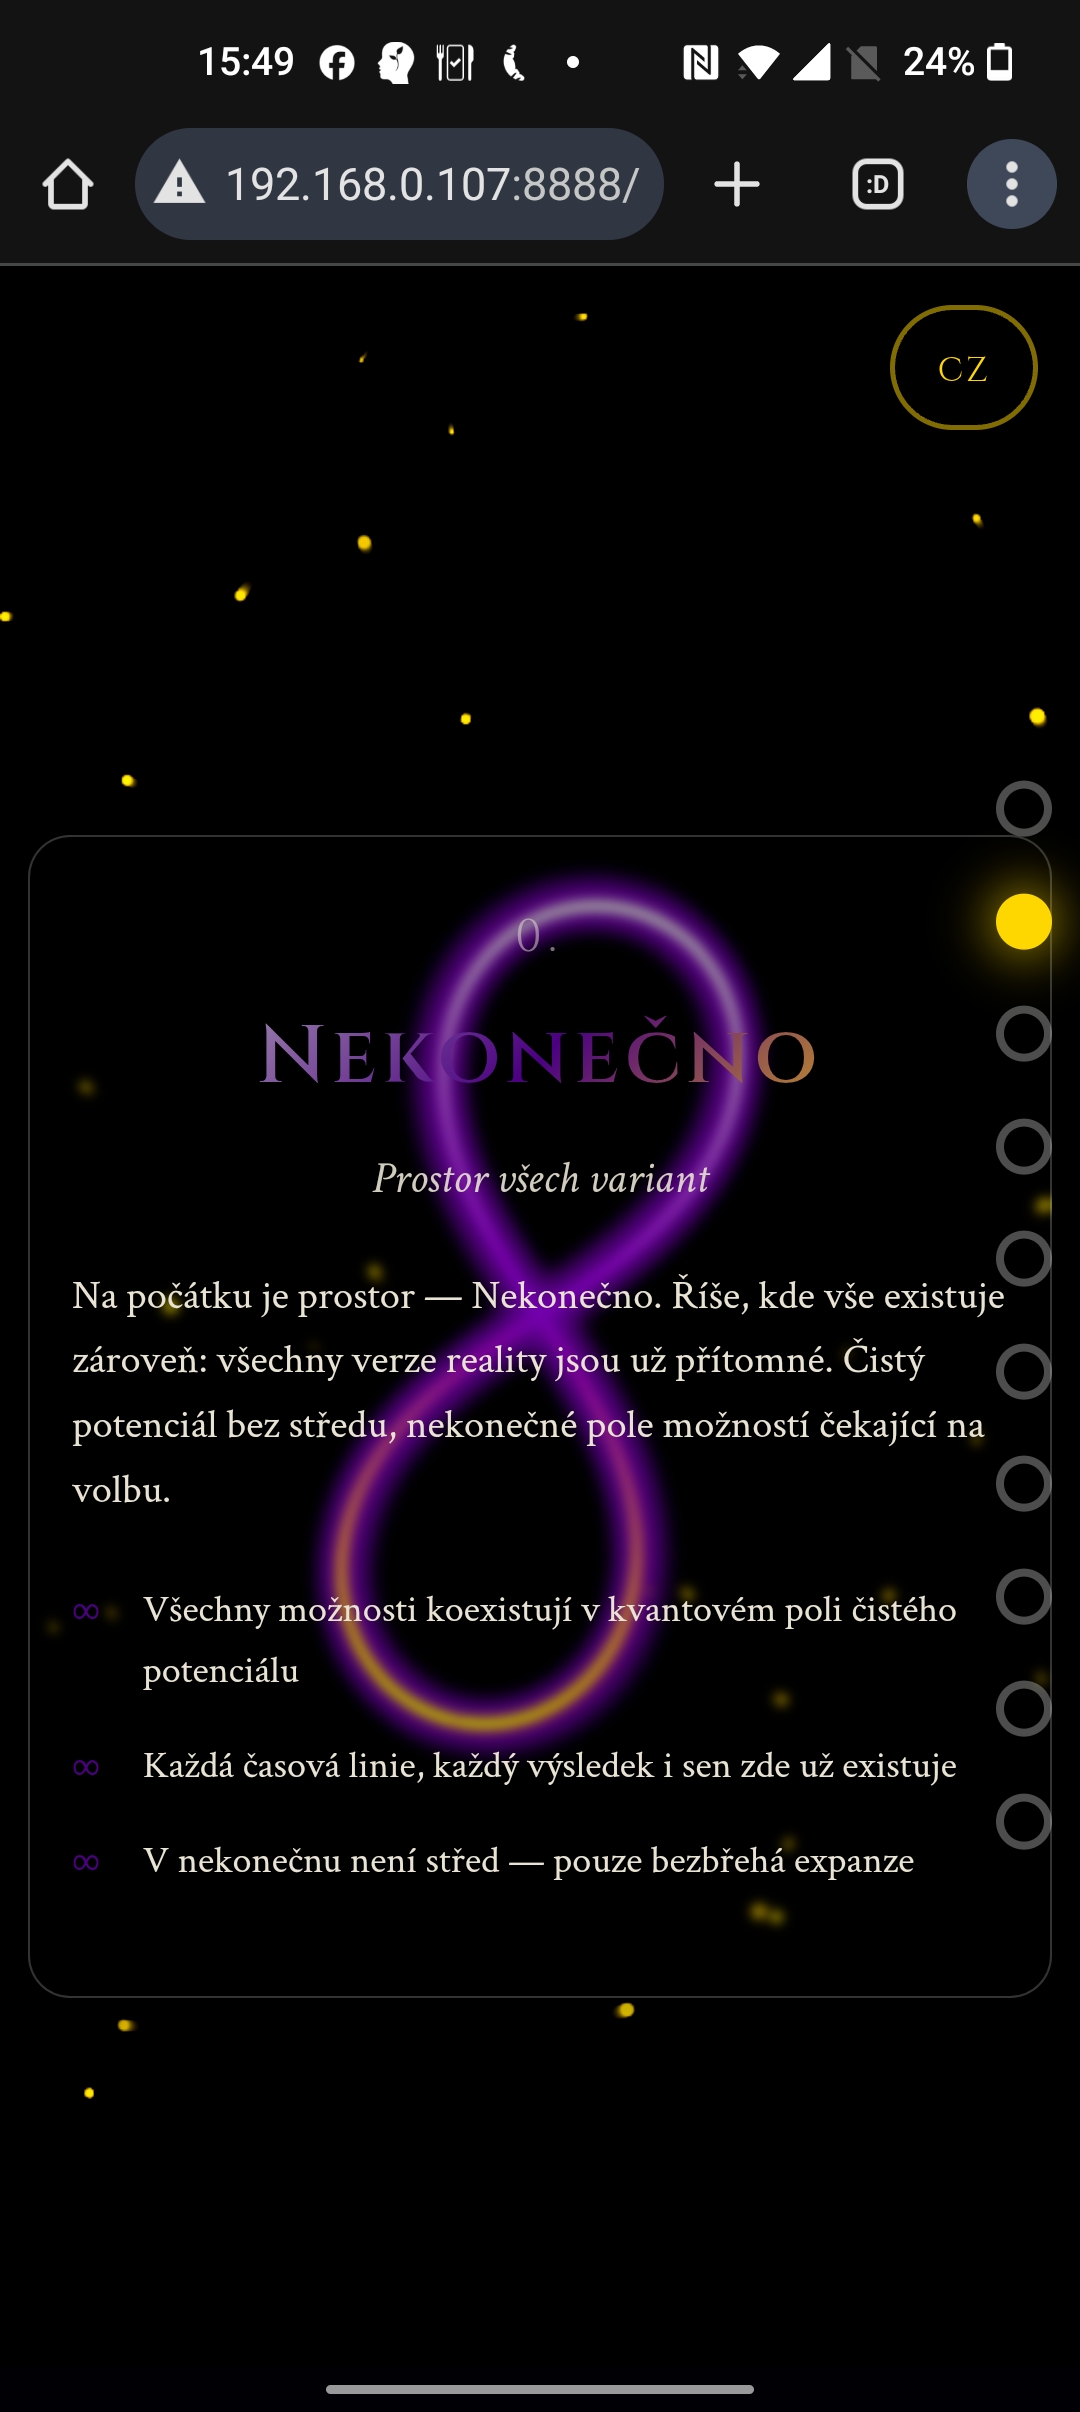 15:49
24%
192.168.0.107:8888/
:D
CZ
0.
Nekonečno
Prostor všech variant
Na počátku je prostor — Nekonečno. Říše, kde vše existuje
zároveň: všechny verze reality jsou už přítomné. Čistý
potenciál bez středu, nekonečné pole možností čekající na
volbu.
∞ Všechny možnosti koexistují v kvantovém poli čistého
potenciálu
∞ Každá časová linie, každý výsledek i sen zde už existuje
∞ V nekonečnu není střed — pouze bezbřehá expanze